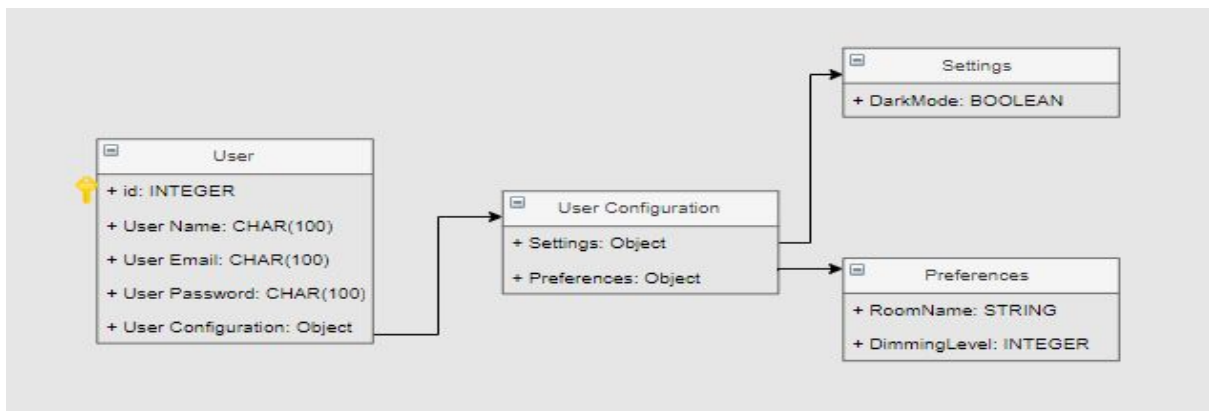 User
+ id: INTEGER
+ User Name: CHAR(100)
+ User Email: CHAR(100)
+ User Password: CHAR(100)
+ User Configuration: Object
User Configuration
+ Settings: Object
+ Preferences: Object
Settings
+ DarkMode: BOOLEAN
Preferences
+ RoomName: STRING
+ DimmingLevel: INTEGER